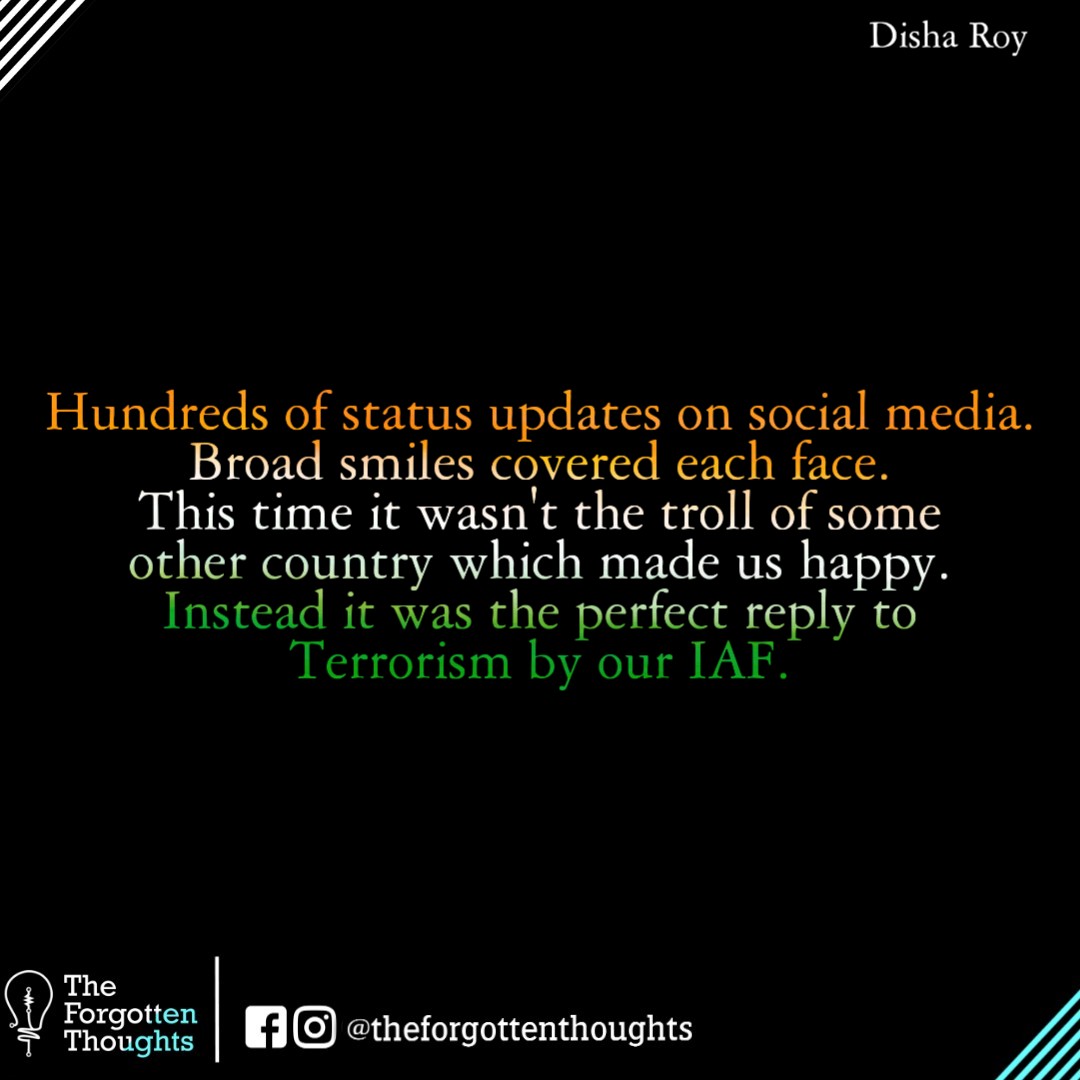 Disha Roy
Hundreds of status updates on social media.
Broad smiles covered each face.
This time it wasn't the troll of some
other country which made us happy.
Instead it was the perfect reply to
Terrorism by our IAF.
The
Forgotten
Thoughts
@theforgottenthoughts